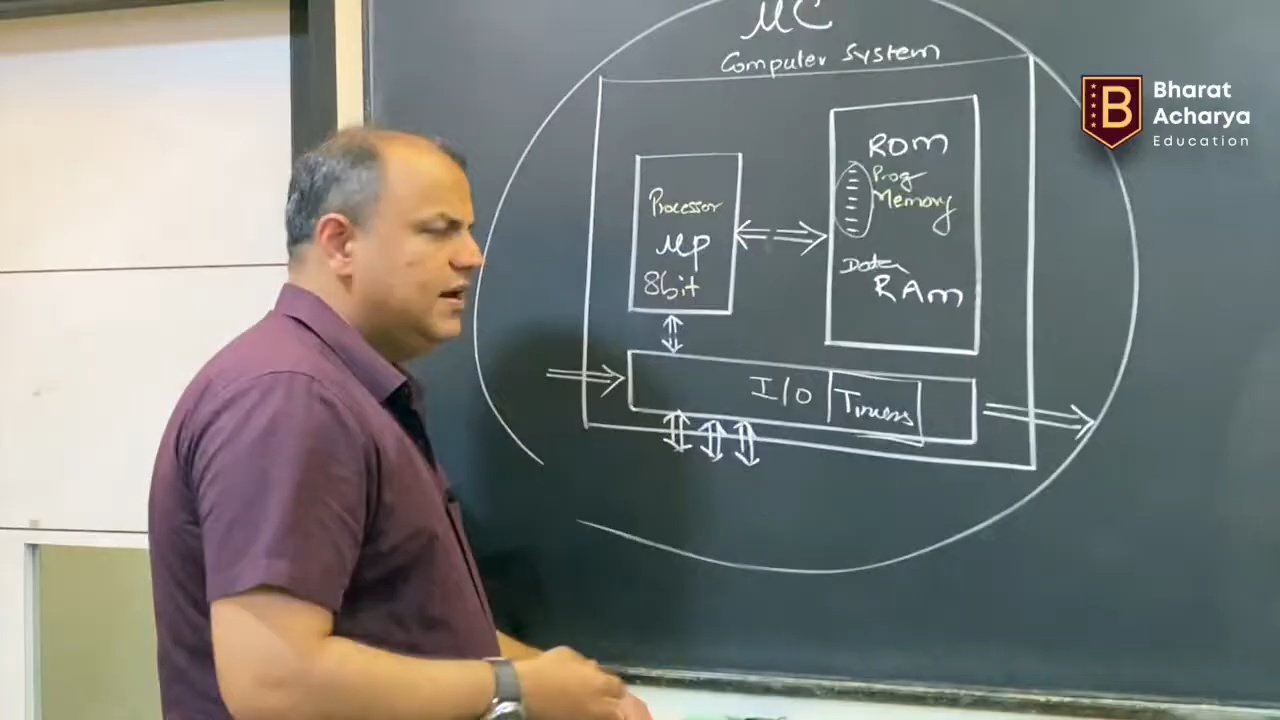 μC
Computer System
Processor
μp
8bit
ROM
Prog
Memory
Data
RAM
I/O
Timers
B
Bharat
Acharya
Education